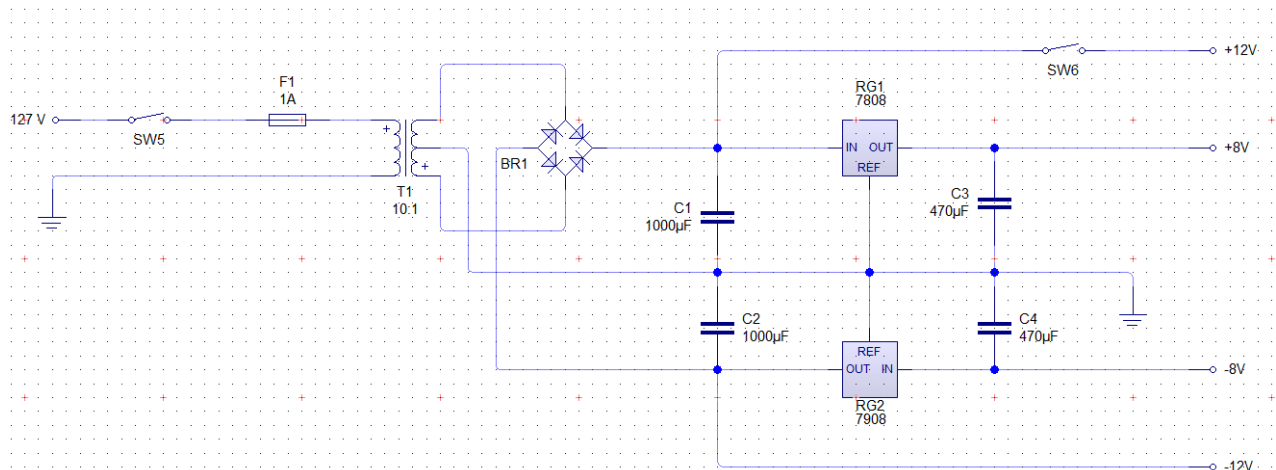 SW6
+12V
F1
1A
127 V
SW5
+
+
T1
10:1
BR1
RG1
7808
IN OUT
REF
+8V
C1
1000µF
C3
470µF
C2
1000µF
C4
470µF
REF
OUT IN
RG2
7908
-8V
-12V